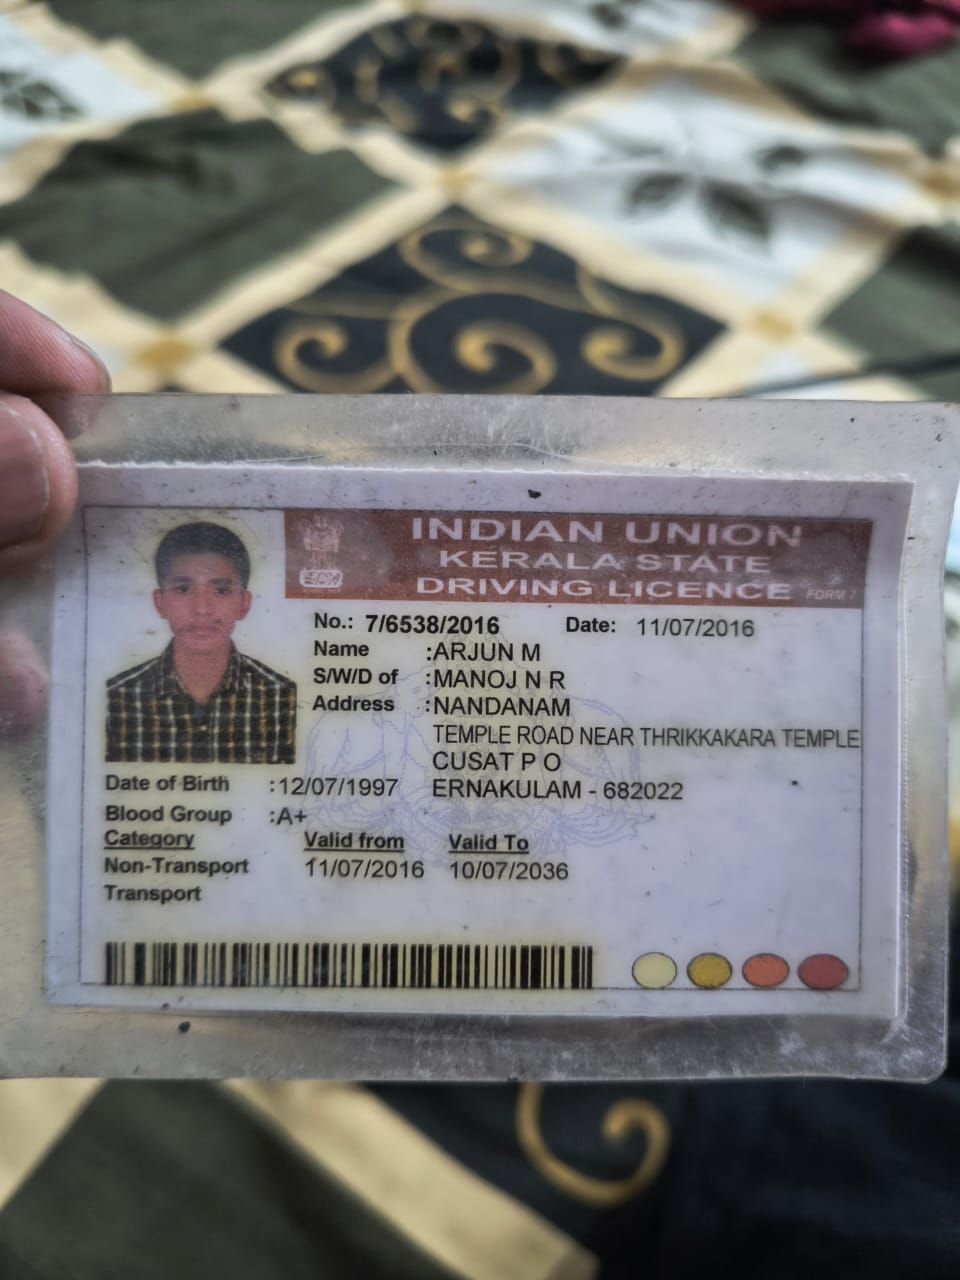 INDIAN UNION
KERALA STATE
DRIVING LICENCE FORM 7
No.: 7/6538/2016 Date: 11/07/2016
Name :ARJUN M
S/W/D of :MANOJ N R
Address :NANDANAM
TEMPLE ROAD NEAR THRIKKAKARA TEMPLE
CUSAT P O
Date of Birth :12/07/1997 ERNAKULAM - 682022
Blood Group :A+
Category Valid from Valid To
Non-Transport 11/07/2016 10/07/2036
Transport